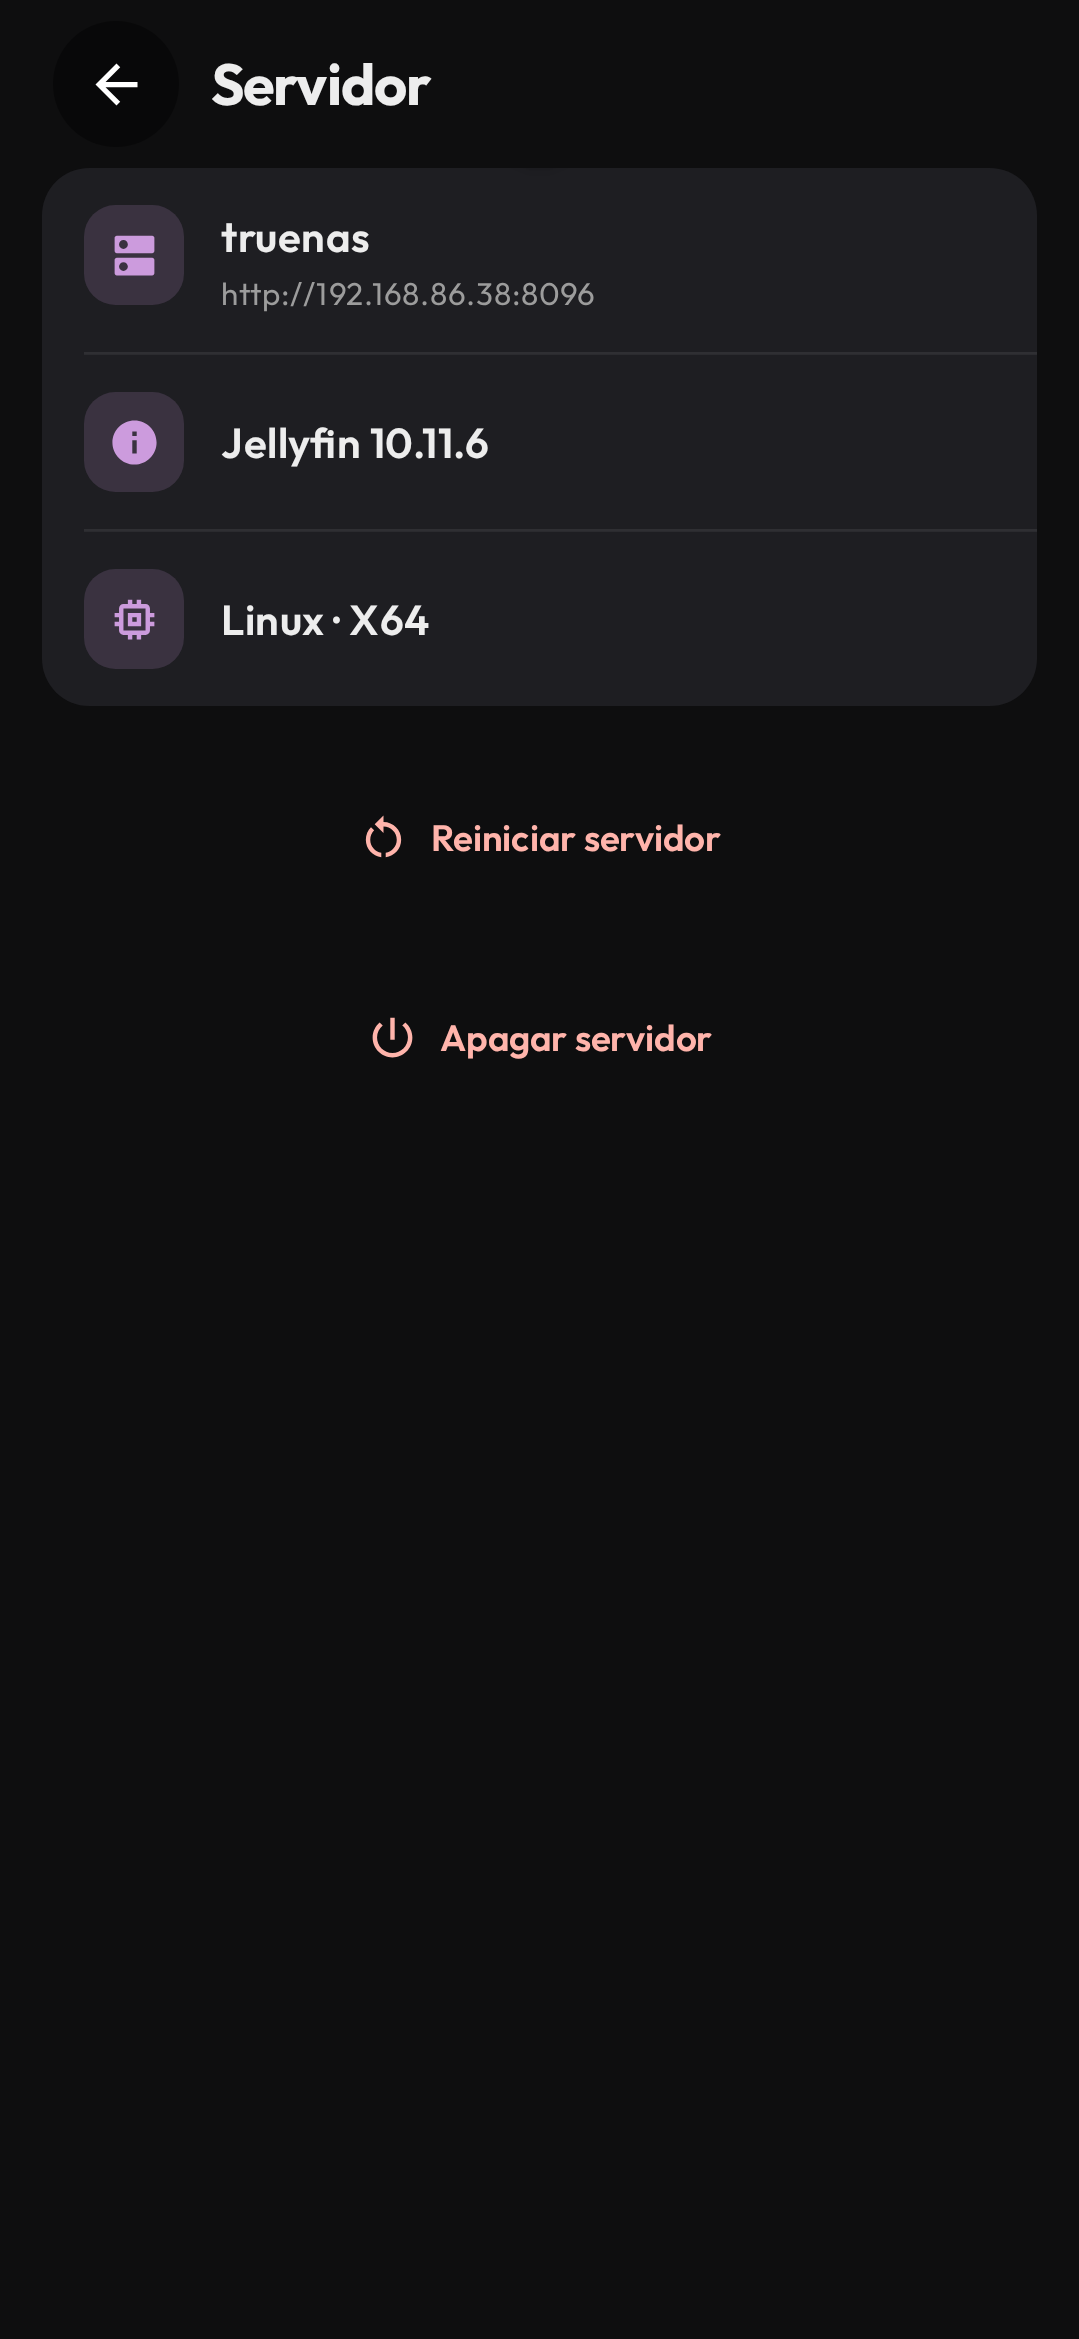 Servidor
truenas
http://192.168.86.38:8096
Jellyfin 10.11.6
Linux · X64
Reiniciar servidor
Apagar servidor